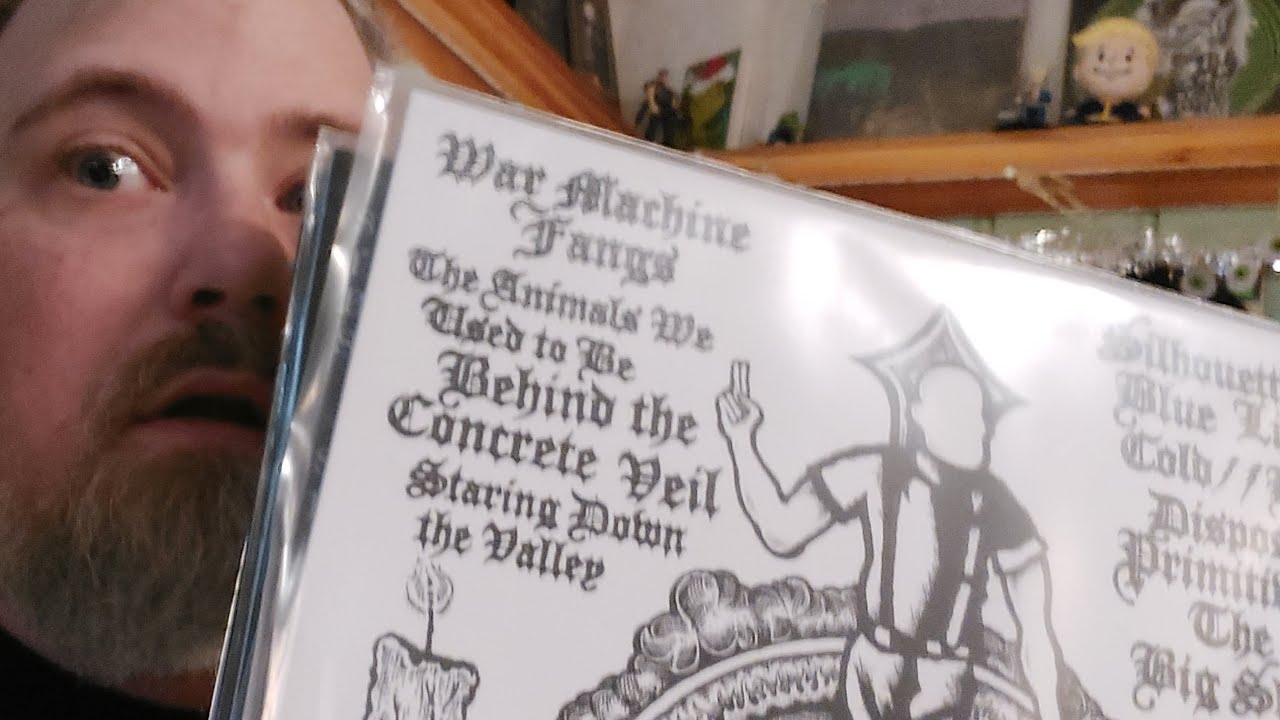 War Machine
Fangs
The Animals We
Used to Be
Behind the
Concrete Veil
Staring Down
the Valley
Blue
Cold//
The
Big